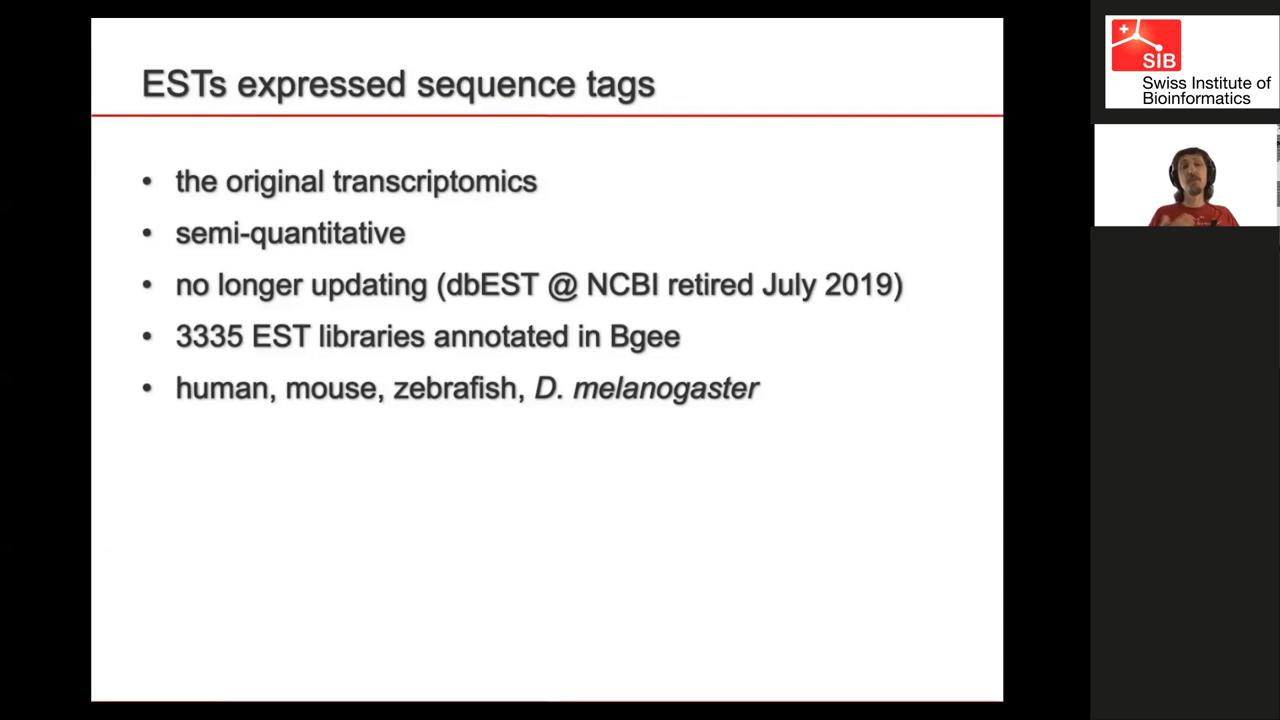 ESTs expressed sequence tags
• the original transcriptomics
• semi-quantitative
• no longer updating (dbEST @ NCBI retired July 2019)
• 3335 EST libraries annotated in Bgee
• human, mouse, zebrafish, D. melanogaster
SIB
Swiss Institute of
Bioinformatics